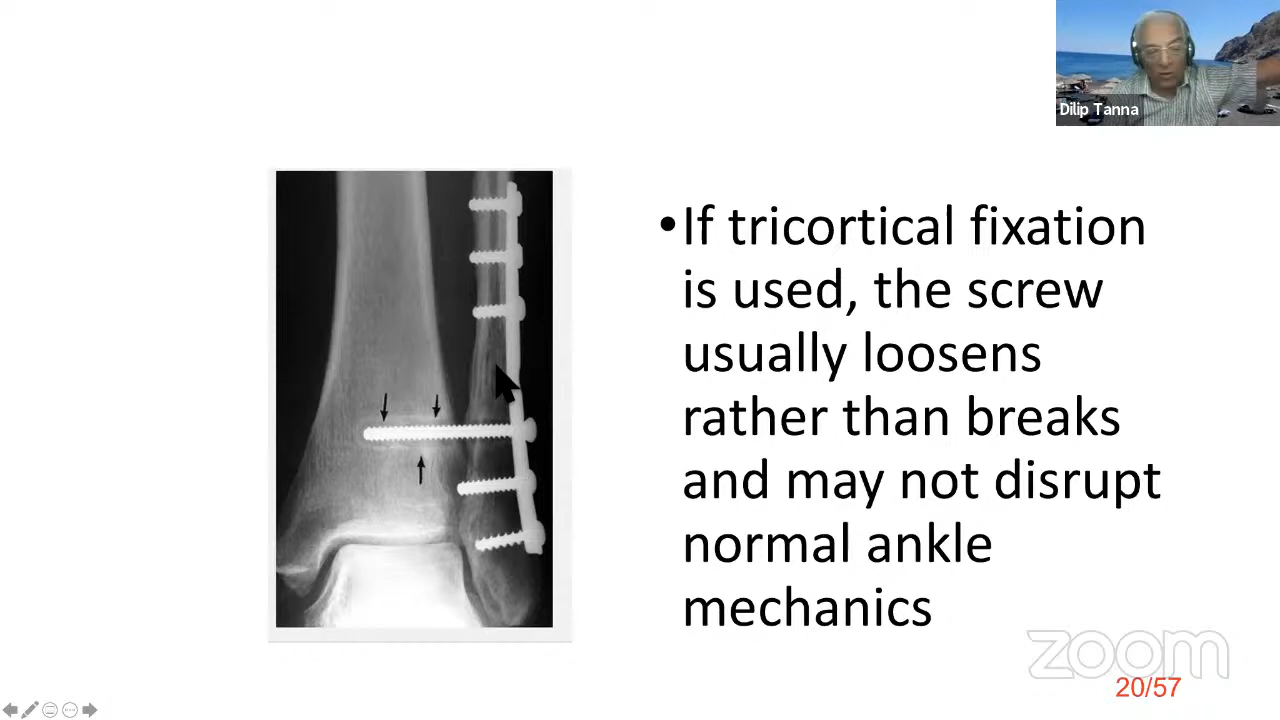 Dilip Tanna
•If tricortical fixation
is used, the screw
usually loosens
rather than breaks
and may not disrupt
normal ankle
mechanics
zoom
20/57